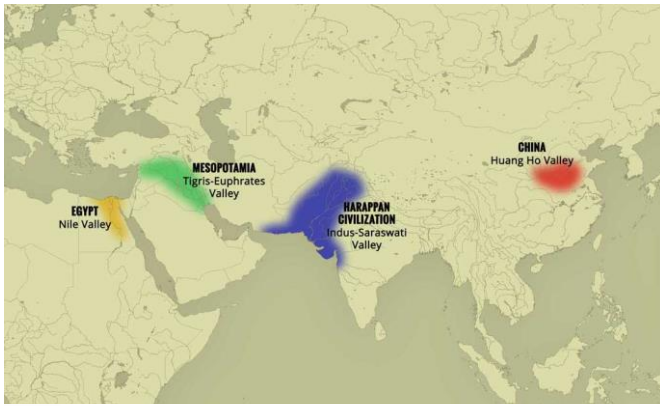 EGYPT
Nile Valley
MESOPOTAMIA
Tigris-Euphrates
Valley
HARAPPAN
CIVILIZATION
Indus-Saraswati
Valley
CHINA
Huang Ho Valley